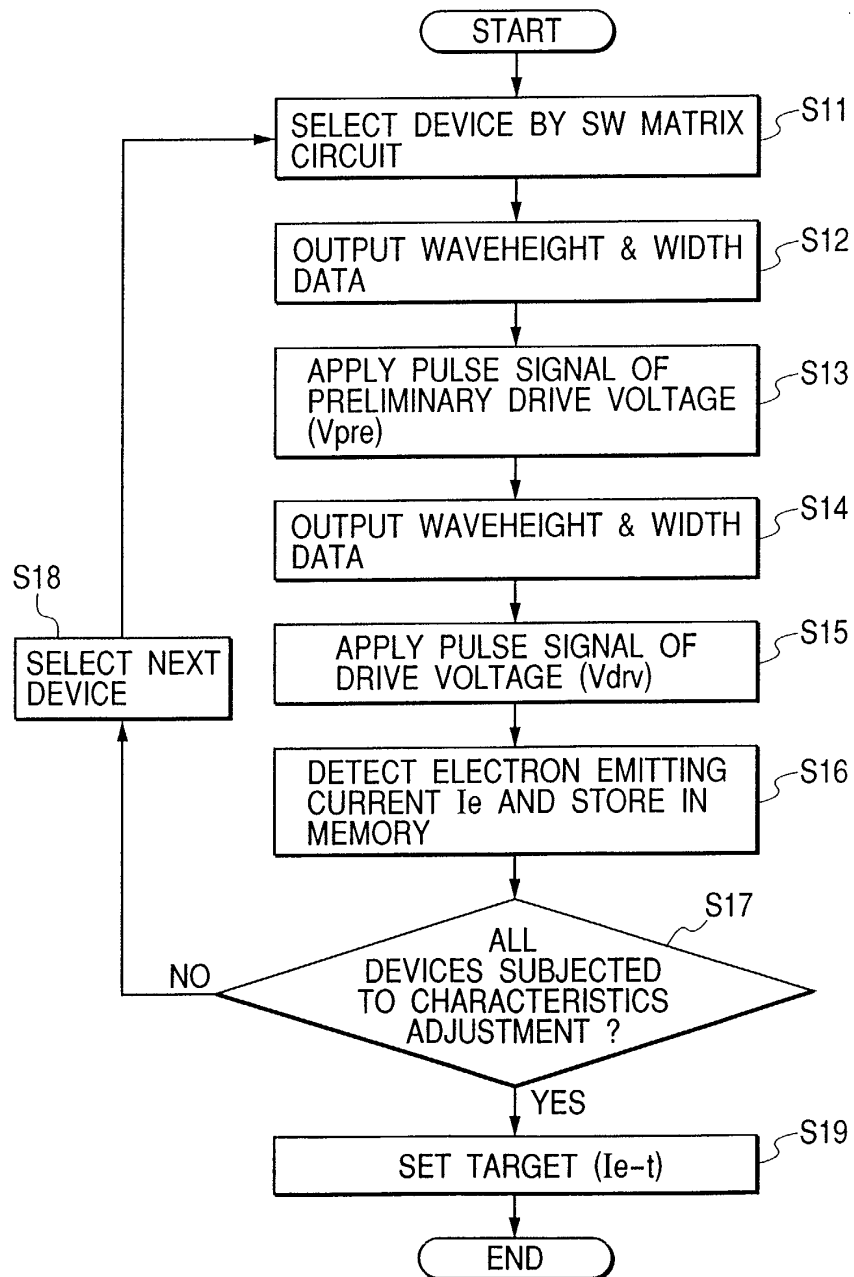 START
S11
SELECT DEVICE BY SW MATRIX
CIRCUIT
S12
OUTPUT WAVEHEIGHT & WIDTH
DATA
S13
APPLY PULSE SIGNAL OF
PRELIMINARY DRIVE VOLTAGE
(Vpre)
S14
OUTPUT WAVEHEIGHT & WIDTH
DATA
S15
APPLY PULSE SIGNAL OF
DRIVE VOLTAGE (Vdrv)
S16
DETECT ELECTRON EMITTING
CURRENT Ie AND STORE IN
MEMORY
S17
ALL
DEVICES SUBJECTED
TO CHARACTERISTICS
ADJUSTMENT ?
NO
S18
SELECT NEXT
DEVICE
YES
S19
SET TARGET (Ie-t)
END